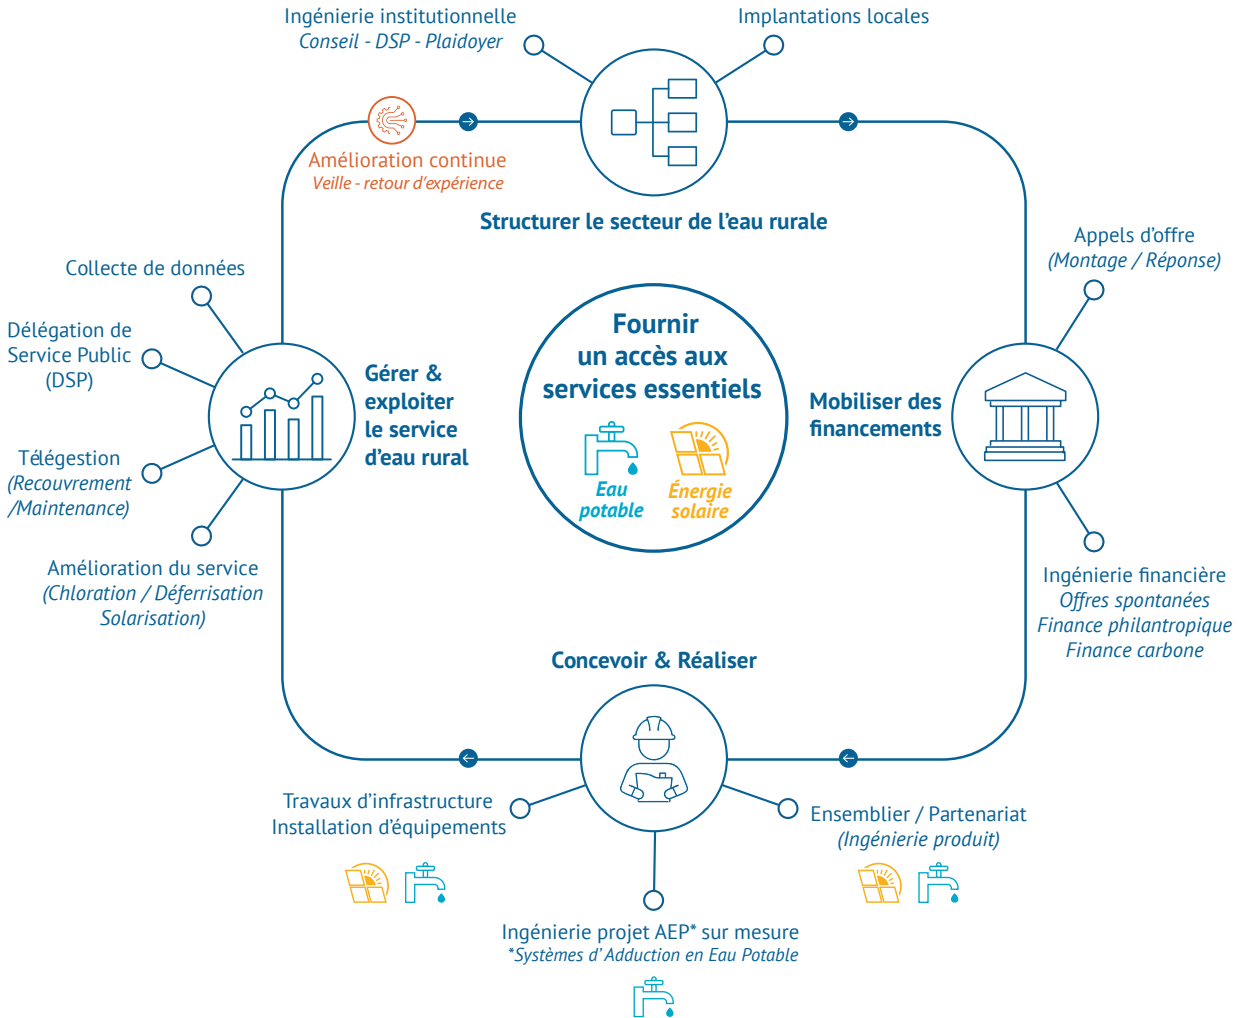 Ingénierie institutionnelle
Conseil - DSP - Plaidoyer
Implantations locales
Amélioration continue
Veille - retour d'expérience
Structurer le secteur de l'eau rurale
Appels d'offre
(Montage / Réponse)
Collecte de données
Délégation de
Service Public
(DSP)
Télégestion
(Recouvrement
/Maintenance)
Amélioration du service
(Chloration / Déferrisation
Solarisation)
Gérer &
exploiter
le service
d'eau rural
Fournir
un accès aux
services essentiels
Eau
potable
Énergie
solaire
Mobiliser des
financements
Ingénierie financière
Offres spontanées
Finance philantropique
Finance carbone
Concevoir & Réaliser
Travaux d'infrastructure
Installation d'équipements
Ensemblier / Partenariat
(Ingénierie produit)
Ingénierie projet AEP* sur mesure
*Systèmes d'Adduction en Eau Potable